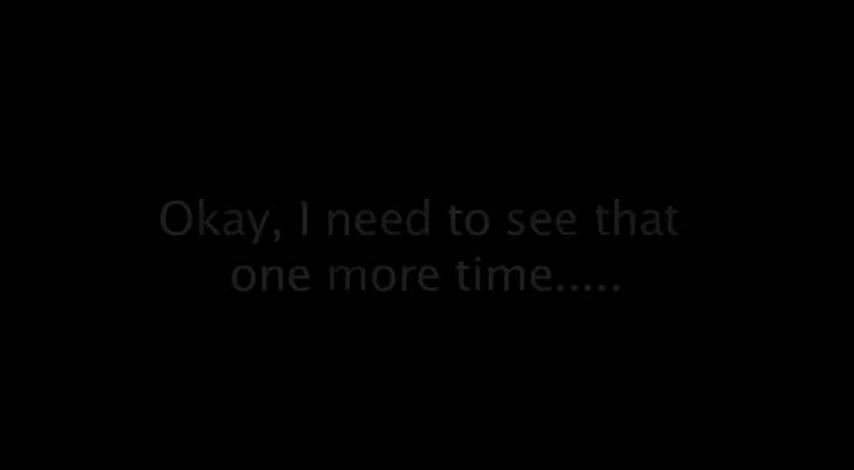 Okay, I need to see that
one more time.....